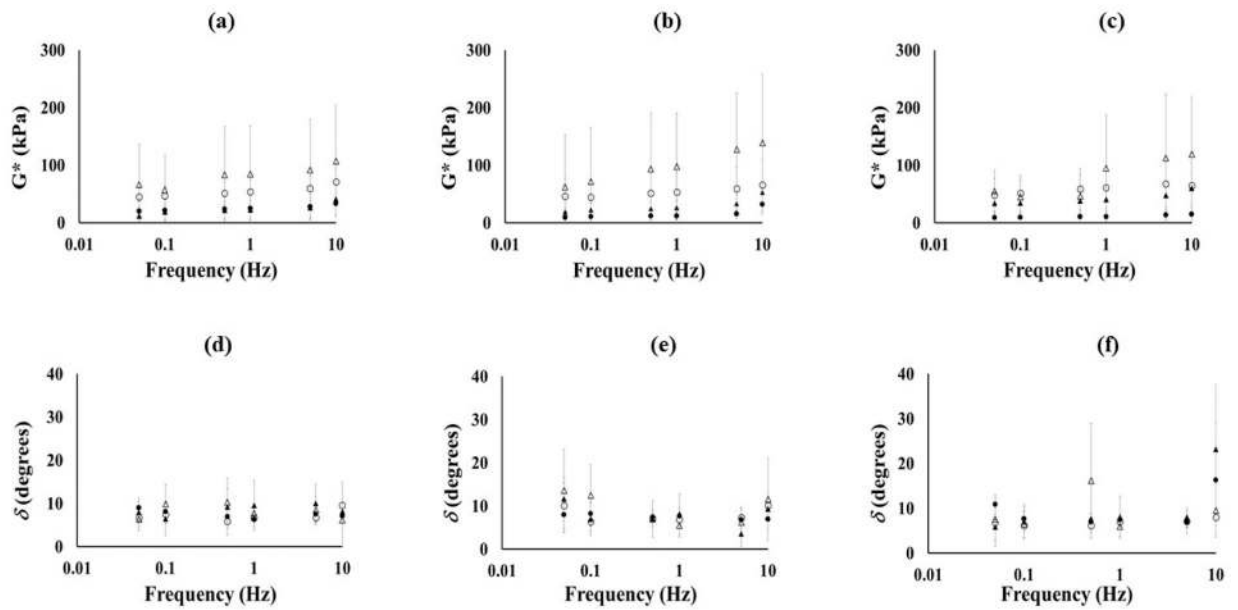 (a) (b) (c)
300 300 300
200 200 200
100 100 100
0 0 0
G* (kPa) G* (kPa) G* (kPa)
0.01 0.1 1 10 0.01 0.1 1 10 0.01 0.1 1 10
Frequency (Hz) Frequency (Hz) Frequency (Hz)
(d) (e) (f)
40 40 40
30 30 30
20 20 20
10 10 10
0 0 0
δ (degrees) δ (degrees) δ (degrees)
0.01 0.1 1 10 0.01 0.1 1 10 0.01 0.1 1 10
Frequency (Hz) Frequency (Hz) Frequency (Hz)